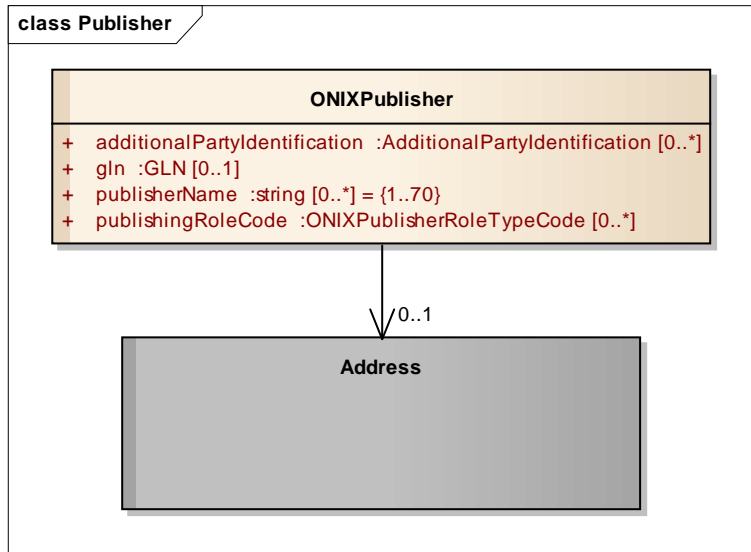 class Publisher
ONIXPublisher
+ additionalPartyIdentification :AdditionalPartyIdentification [0..*]
+ gln :GLN [0..1]
+ publisherName :string [0..*] = {1..70}
+ publishingRoleCode :ONIXPublisherRoleTypeCode [0..*]
0..1
Address